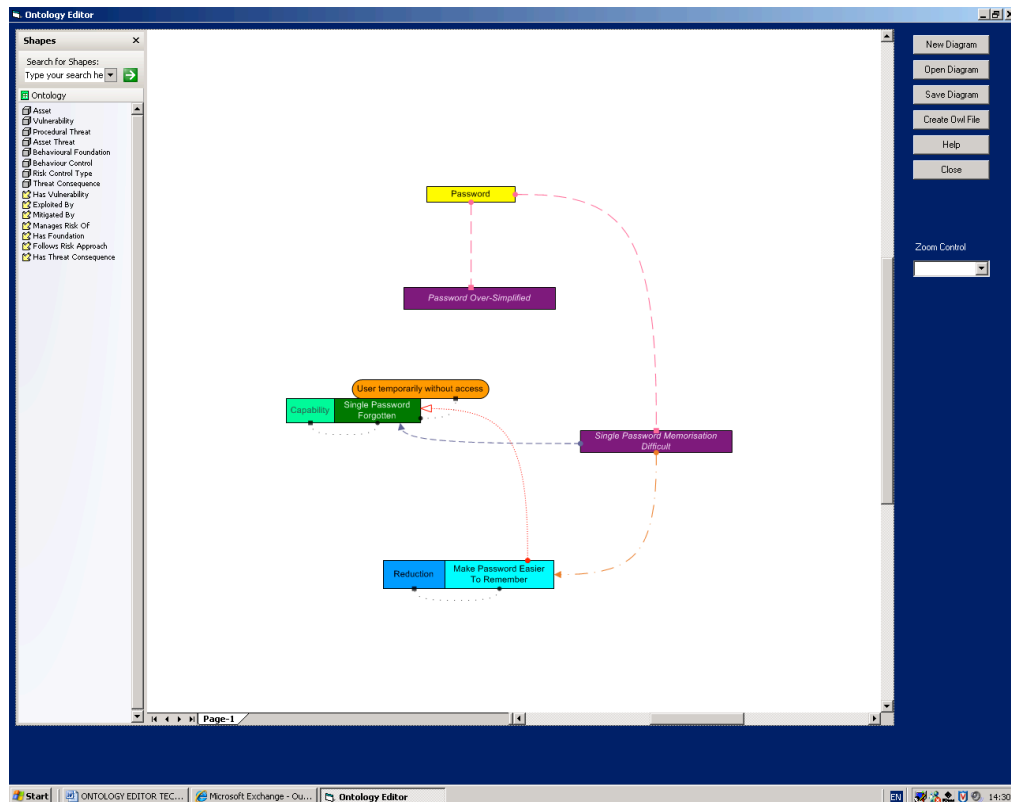 Ontology Editor
Shapes
Search for Shapes:
Type your search he
Ontology
Asset
Vulnerability
Procedural Threat
Asset Threat
Behavioural Foundation
Behaviour Control
Risk Control Type
Threat Consequence
Has Vulnerability
Exploited By
Mitigated By
Manages Risk Of
Has Foundation
Follows Risk Approach
Has Threat Consequence
Password
Password Over-Simplified
User temporarily without access
Capability
Single Password
Forgotten
Single Password Memorisation
Difficult
Reduction
Make Password Easier
To Remember
Page-1
New Diagram
Open Diagram
Save Diagram
Create Owl File
Help
Close
Zoom Control
Start
ONTOLOGY EDITOR TEC...
Microsoft Exchange - Ou...
Ontology Editor
EN
14:30